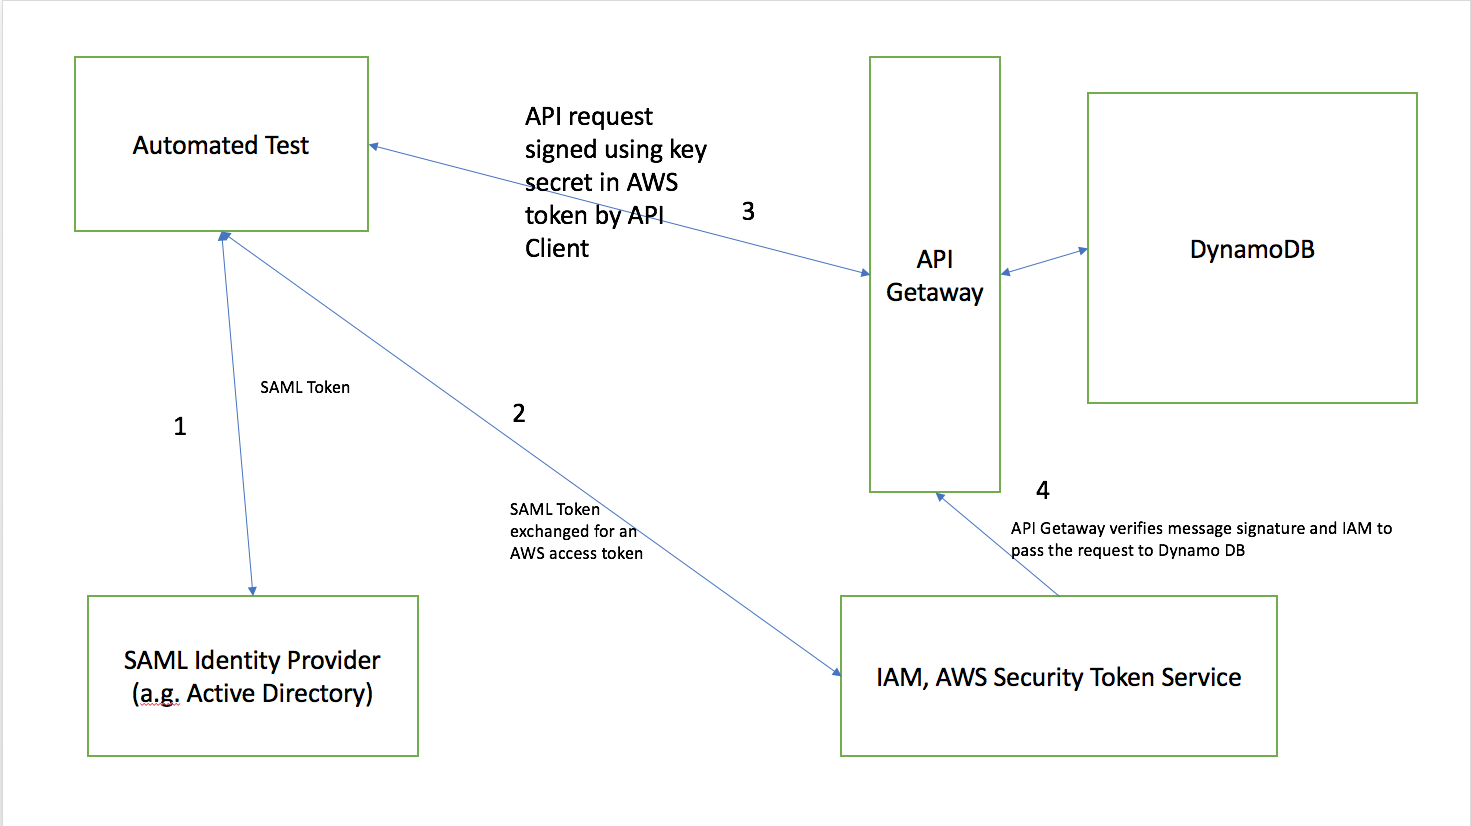 Automated Test
API request
signed using key
secret in AWS
token by API
Client
3
API
Getaway
DynamoDB
SAML Token
1
2
SAML Token
exchanged for an
AWS access token
4
API Getaway verifies message signature and IAM to
pass the request to Dynamo DB
SAML Identity Provider
(a.g. Active Directory)
IAM, AWS Security Token Service